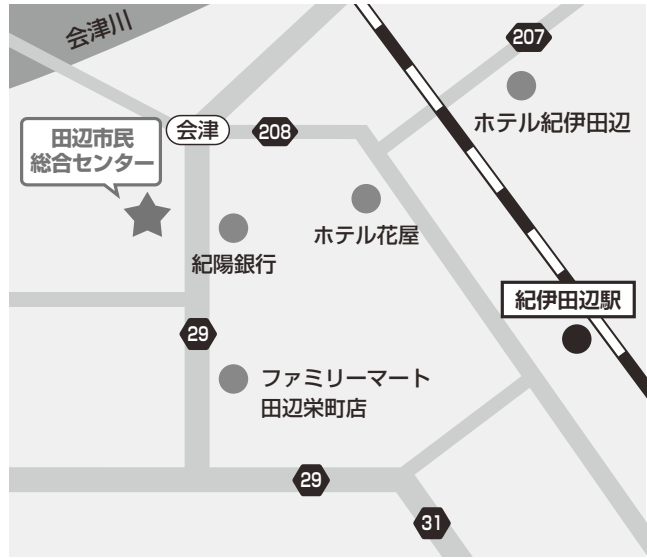 会津川
207
ホテル紀伊田辺
会津
208
田辺市民
総合センター
ホテル花屋
紀陽銀行
紀伊田辺駅
29
ファミリーマート
田辺栄町店
29
31